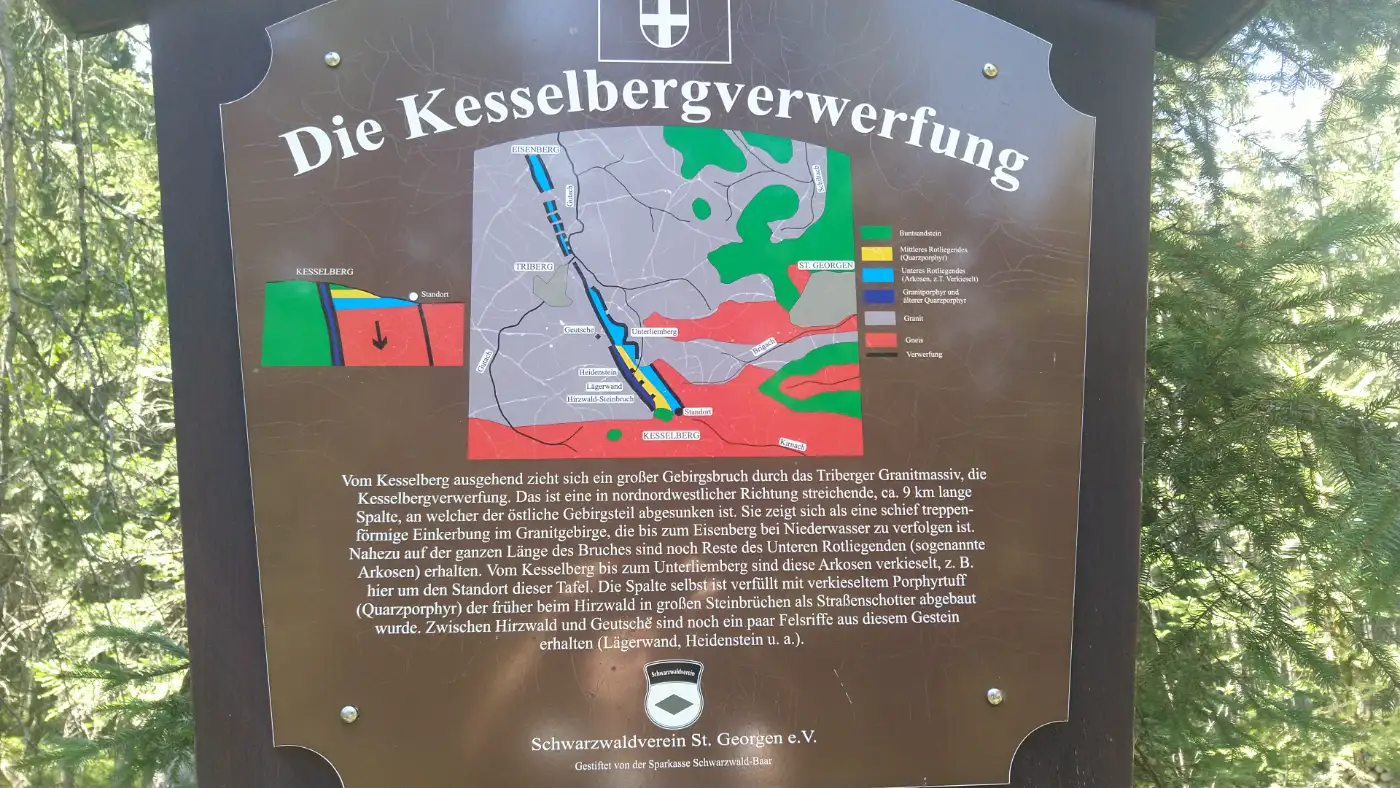 Die Kesselbergverwerfung
EISENBERG
Gutach
Schiltach
TRIBERG
ST. GEORGEN
Geutsche
Unterliemberg
Gutach
Brigach
Heidenstein
Lägerwand
Hirzwald-Steinbruch
Standort
KESSELBERG
Kirnach
KESSELBERG
Standort
Buntsandstein
Mittleres Rotliegendes
(Quarzporphyr)
Unteres Rotliegendes
(Arkosen, z.T. Verkieselt)
Granitporphyr und
älterer Quarzporphyr
Granit
Gneis
Verwerfung
Vom Kesselberg ausgehend zieht sich ein großer Gebirgsbruch durch das Triberger Granitmassiv, die
Kesselbergverwerfung. Das ist eine in nordnordwestlicher Richtung streichende, ca. 9 km lange
Spalte, an welcher der östliche Gebirgsteil abgesunken ist. Sie zeigt sich als eine schief treppen-
förmige Einkerbung im Granitgebirge, die bis zum Eisenberg bei Niederwasser zu verfolgen ist.
Nahezu auf der ganzen Länge des Bruches sind noch Reste des Unteren Rotliegenden (sogenannte
Arkosen) erhalten. Vom Kesselberg bis zum Unterliemberg sind diese Arkosen verkieselt, z. B.
hier um den Standort dieser Tafel. Die Spalte selbst ist verfüllt mit verkieseltem Porphyrtuff
(Quarzporphyr) der früher beim Hirzwald in großen Steinbrüchen als Straßenschotter abgebaut
wurde. Zwischen Hirzwald und Geutsche sind noch ein paar Felsriffe aus diesem Gestein
erhalten (Lägerwand, Heidenstein u. a.).
Schwarzwaldverein
Schwarzwaldverein St. Georgen e.V.
Gestiftet von der Sparkasse Schwarzwald-Baar